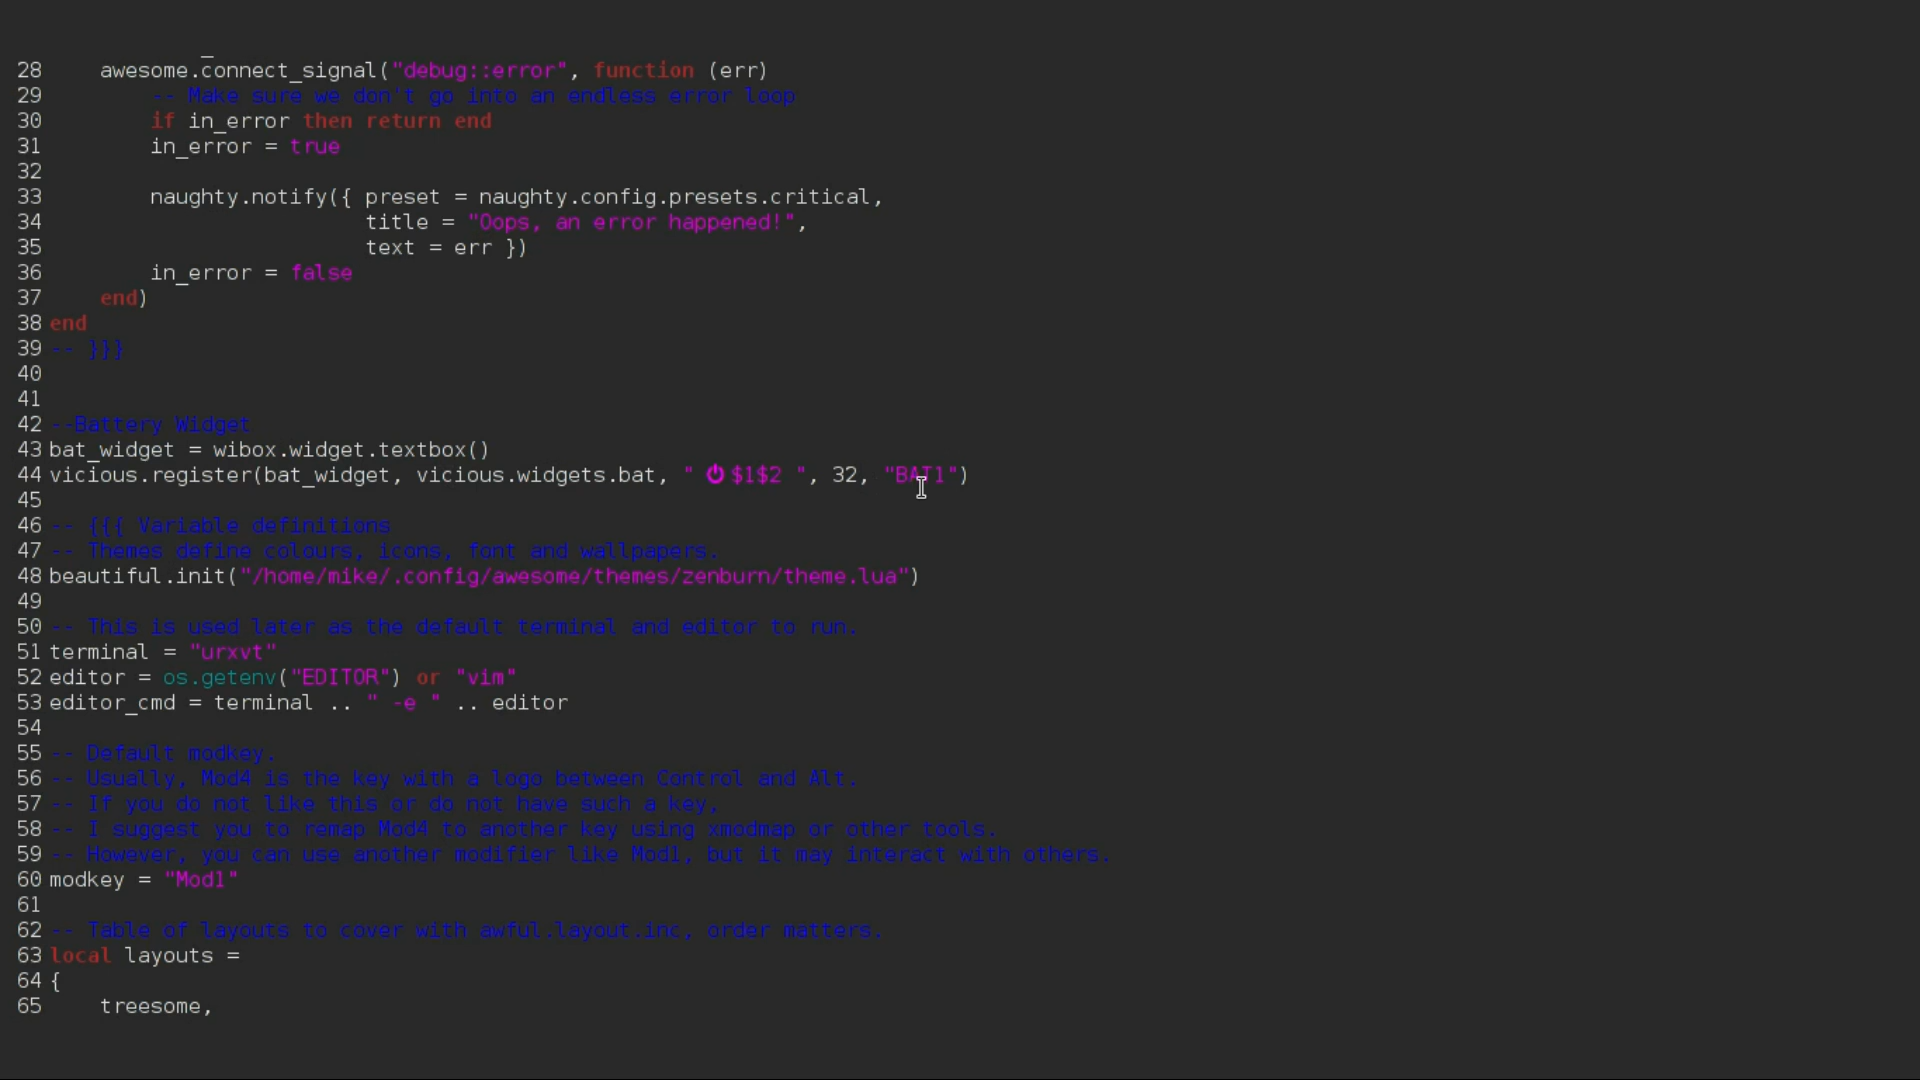 28     awesome.connect_signal("debug::error", function (err)
29         -- Make sure we don't go into an endless error loop
30         if in_error then return end
31         in_error = true
32
33         naughty.notify({ preset = naughty.config.presets.critical,
34                          title = "Oops, an error happened!",
35                          text = err })
36         in_error = false
37     end)
38 end
39 -- }}}
40
41
42 --Battery Widget
43 bat_widget = wibox.widget.textbox()
44 vicious.register(bat_widget, vicious.widgets.bat, " ⏻ $1$2 ", 32, "BAT1")
45
46 -- {{{ Variable definitions
47 -- Themes define colours, icons, font and wallpapers.
48 beautiful.init("/home/mike/.config/awesome/themes/zenburn/theme.lua")
49
50 -- This is used later as the default terminal and editor to run.
51 terminal = "urxvt"
52 editor = os.getenv("EDITOR") or "vim"
53 editor_cmd = terminal .. " -e " .. editor
54
55 -- Default modkey.
56 -- Usually, Mod4 is the key with a logo between Control and Alt.
57 -- If you do not like this or do not have such a key,
58 -- I suggest you to remap Mod4 to another key using xmodmap or other tools.
59 -- However, you can use another modifier like Mod1, but it may interact with others.
60 modkey = "Mod1"
61
62 -- Table of layouts to cover with awful.layout.inc, order matters.
63 local layouts =
64 {
65     treesome,